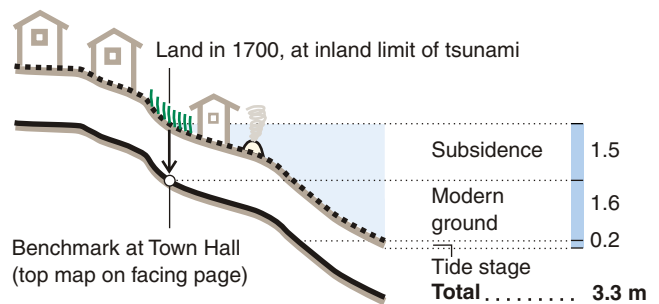 Land in 1700, at inland limit of tsunami
Subsidence 1.5
Modern
ground 1.6
0.2
Tide stage
Total . . . . . . . . . 3.3 m
Benchmark at Town Hall
(top map on facing page)